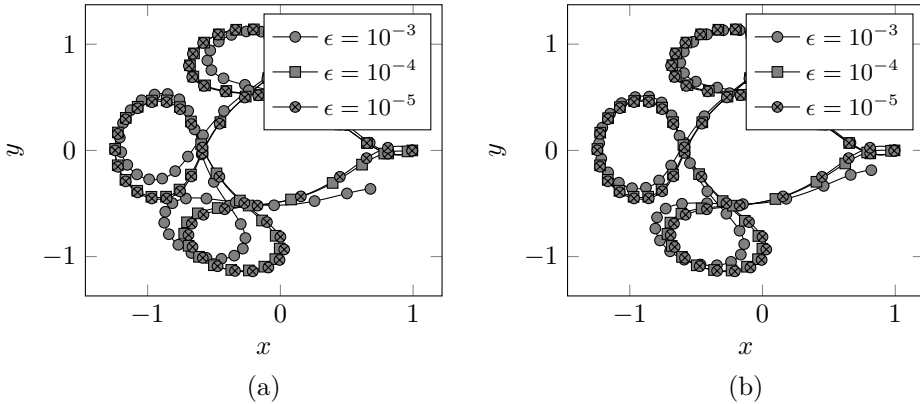 1
0
−1
y
−1
0
1
x
ϵ = 10⁻³
ϵ = 10⁻⁴
ϵ = 10⁻⁵
(a)
1
0
−1
y
−1
0
1
x
ϵ = 10⁻³
ϵ = 10⁻⁴
ϵ = 10⁻⁵
(b)